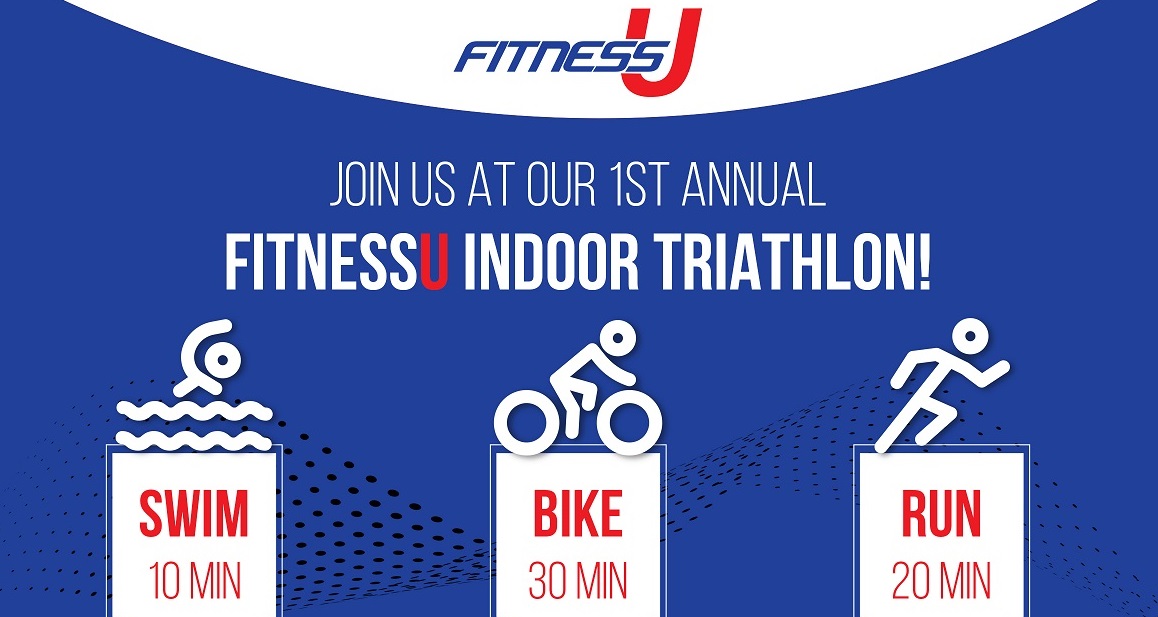 FITNESSU
JOIN US AT OUR 1ST ANNUAL
FITNESSU INDOOR TRIATHLON!
SWIM
10 MIN
BIKE
30 MIN
RUN
20 MIN